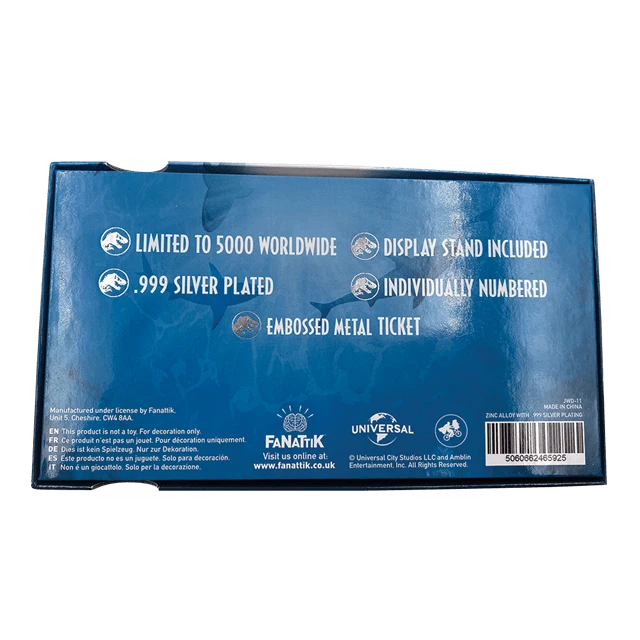 LIMITED TO 5000 WORLDWIDE
DISPLAY STAND INCLUDED
.999 SILVER PLATED
INDIVIDUALLY NUMBERED
EMBOSSED METAL TICKET
Manufactured under license by Fanattik,
Unit 5, Cheshire, CW4 8AA.
EN This product is not a toy. For decoration only.
FR Ce produit n'est pas un jouet. Pour décoration uniquement.
DE Dies ist kein Spielzeug. Nur zur Dekoration.
ES Este producto no es un juguete. Solo para decoración.
IT Non é un giocattolo. Solo per la decorazione.
FANATTIK
Visit us online at:
www.fanattik.co.uk
UNIVERSAL
© Universal City Studios LLC and Amblin
Entertainment, Inc. All Rights Reserved.
JWD-11
MADE IN CHINA
ZINC ALLOY WITH .999 SILVER PLATING
5060662465925